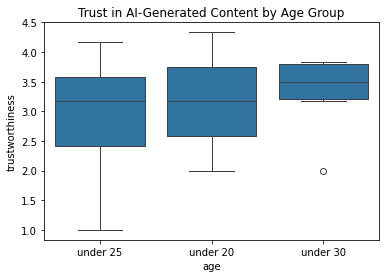 Trust in AI-Generated Content by Age Group
4.5
4.0
3.5
3.0
2.5
2.0
1.5
1.0
trustworthiness
under 25
under 20
under 30
age